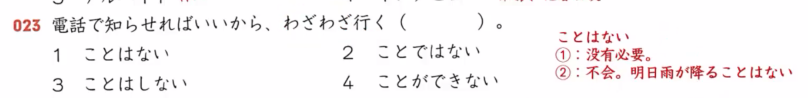 023 電話で知らせればいいから、わざわざ行く（　　　　）。
1 ことはない　　2 ことではない
3 ことはしない　　4 ことができない
ことはない
①：没有必要。
②：不会。明日雨が降ることはない